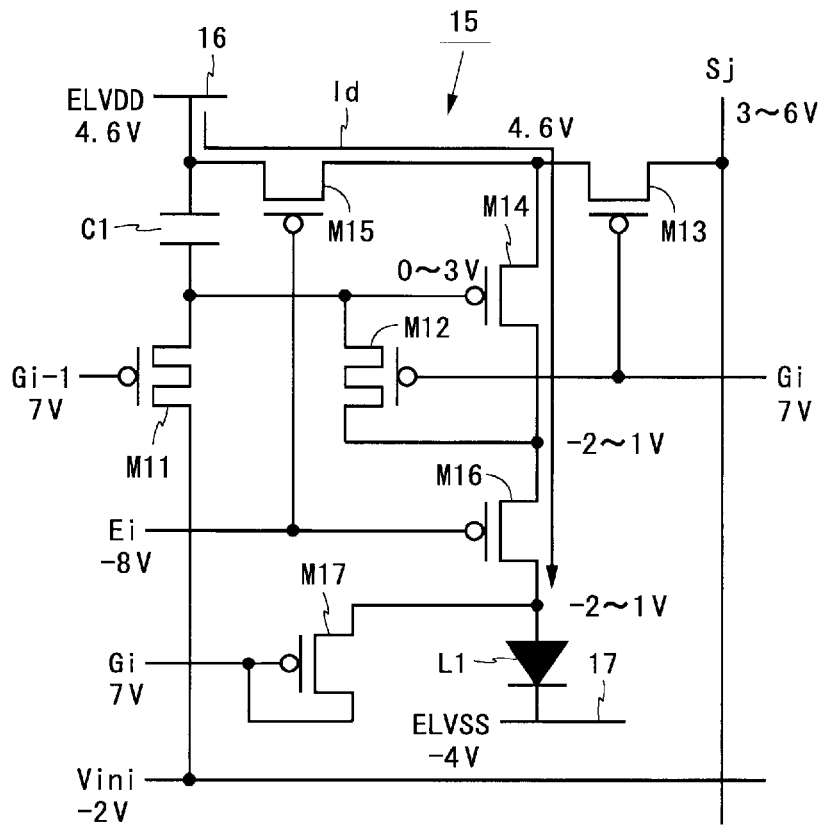 15
16
Sj
ELVDD
4.6V
Id
4.6V
3~6V
C1
M15
M14
M13
0~3V
M12
Gi-1
7V
Gi
7V
M11
-2~1V
M16
Ei
-8V
M17
-2~1V
Gi
7V
L1
17
ELVSS
-4V
Vini
-2V